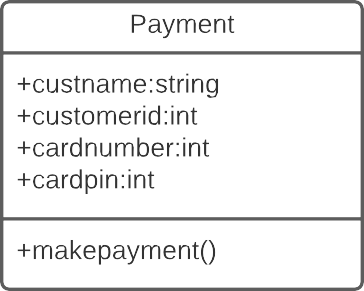 Payment
+custname:string
+customerid:int
+cardnumber:int
+cardpin:int
+makepayment()